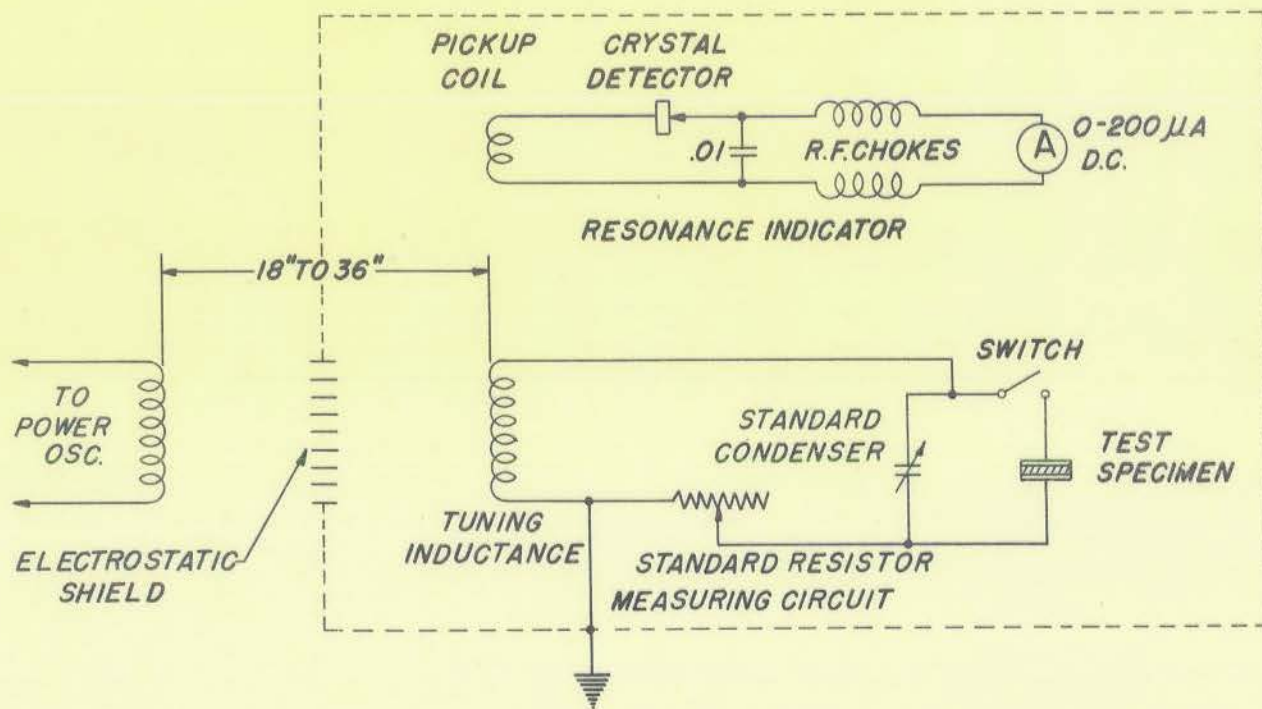 PICKUP
COIL
CRYSTAL
DETECTOR
.01
R.F.CHOKES
A
0-200 µA
D.C.
RESONANCE INDICATOR
18" TO 36"
TO
POWER
OSC.
ELECTROSTATIC
SHIELD
TUNING
INDUCTANCE
STANDARD
CONDENSER
SWITCH
TEST
SPECIMEN
STANDARD RESISTOR
MEASURING CIRCUIT